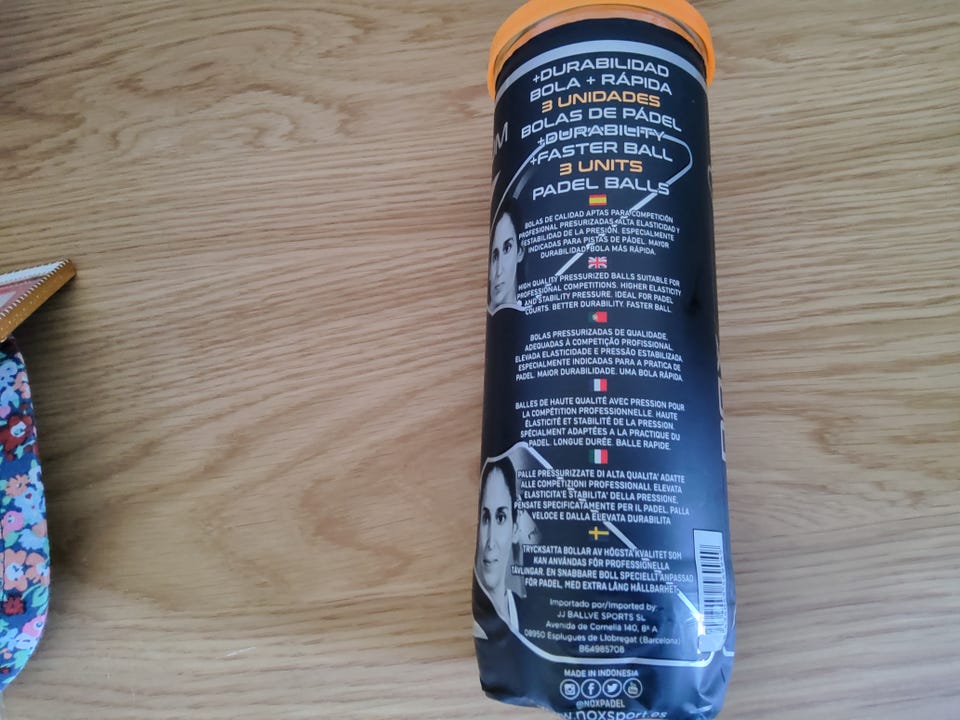 +DURABILIDAD
BOLA + RÁPIDA
3 UNIDADES
BOLAS DE PÁDEL
+DURABILITY
+FASTER BALL
3 UNITS
PADEL BALLS
BOLAS DE CALIDAD APTAS PARA COMPETICIÓN
PROFESIONAL PRESURIZADAS. ALTA ELASTICIDAD Y
ESTABILIDAD DE LA PRESIÓN. ESPECIALMENTE
INDICADAS PARA PISTAS DE PÁDEL. MAYOR
DURABILIDAD. BOLA MÁS RÁPIDA.
HIGH QUALITY PRESSURIZED BALLS SUITABLE FOR
PROFESSIONAL COMPETITIONS. HIGHER ELASTICITY
AND STABILITY PRESSURE. IDEAL FOR PADEL
COURTS. BETTER DURABILITY. FASTER BALL.
BOLAS PRESSURIZADAS DE QUALIDADE,
ADEQUADAS À COMPETIÇÃO PROFISSIONAL.
ELEVADA ELASTICIDADE E PRESSÃO ESTABILIZADA.
ESPECIALMENTE INDICADAS PARA A PRATICA DE
PADEL. MAIOR DURABILIDADE. UMA BOLA RÁPIDA.
BALLES DE HAUTE QUALITÉ AVEC PRESSION POUR
LA COMPÉTITION PROFESSIONNELLE. HAUTE
ÉLASTICITÉ ET STABILITÉ DE LA PRESSION.
SPÉCIALMENT ADAPTÉES A LA PRACTIQUE DU
PADEL. LONGUE DURÉE. BALLE RAPIDE.
PALLE PRESSURIZZATE DI ALTA QUALITA' ADATTE
ALLE COMPETIZIONI PROFESSIONALI. ELEVATA
ELASTICITA'E STABILITA' DELLA PRESSIONE.
PENSATE SPECIFICATAMENTE PER IL PADEL. PALLA
VELOCE E DALLA ELEVATA DURABILITA
TRYCKSATTA BOLLAR AV HÖGSTA KVALITET SOM
KAN ANVÄNDAS FÖR PROFESSIONELLA
TÄVLINGAR. EN SNABBARE BOLL SPECIELLT ANPASSAD
FÖR PADEL, MED EXTRA LÅNG HÅLLBARHET.
Importado por/Imported by:
JJ BALLVE SPORTS SL
Avenida de Cornellá 140, 8º A
08950 Esplugues de Llobregat (Barcelona)
B64985708
MADE IN INDONESIA
@NOXPADEL
www.noxsport.es